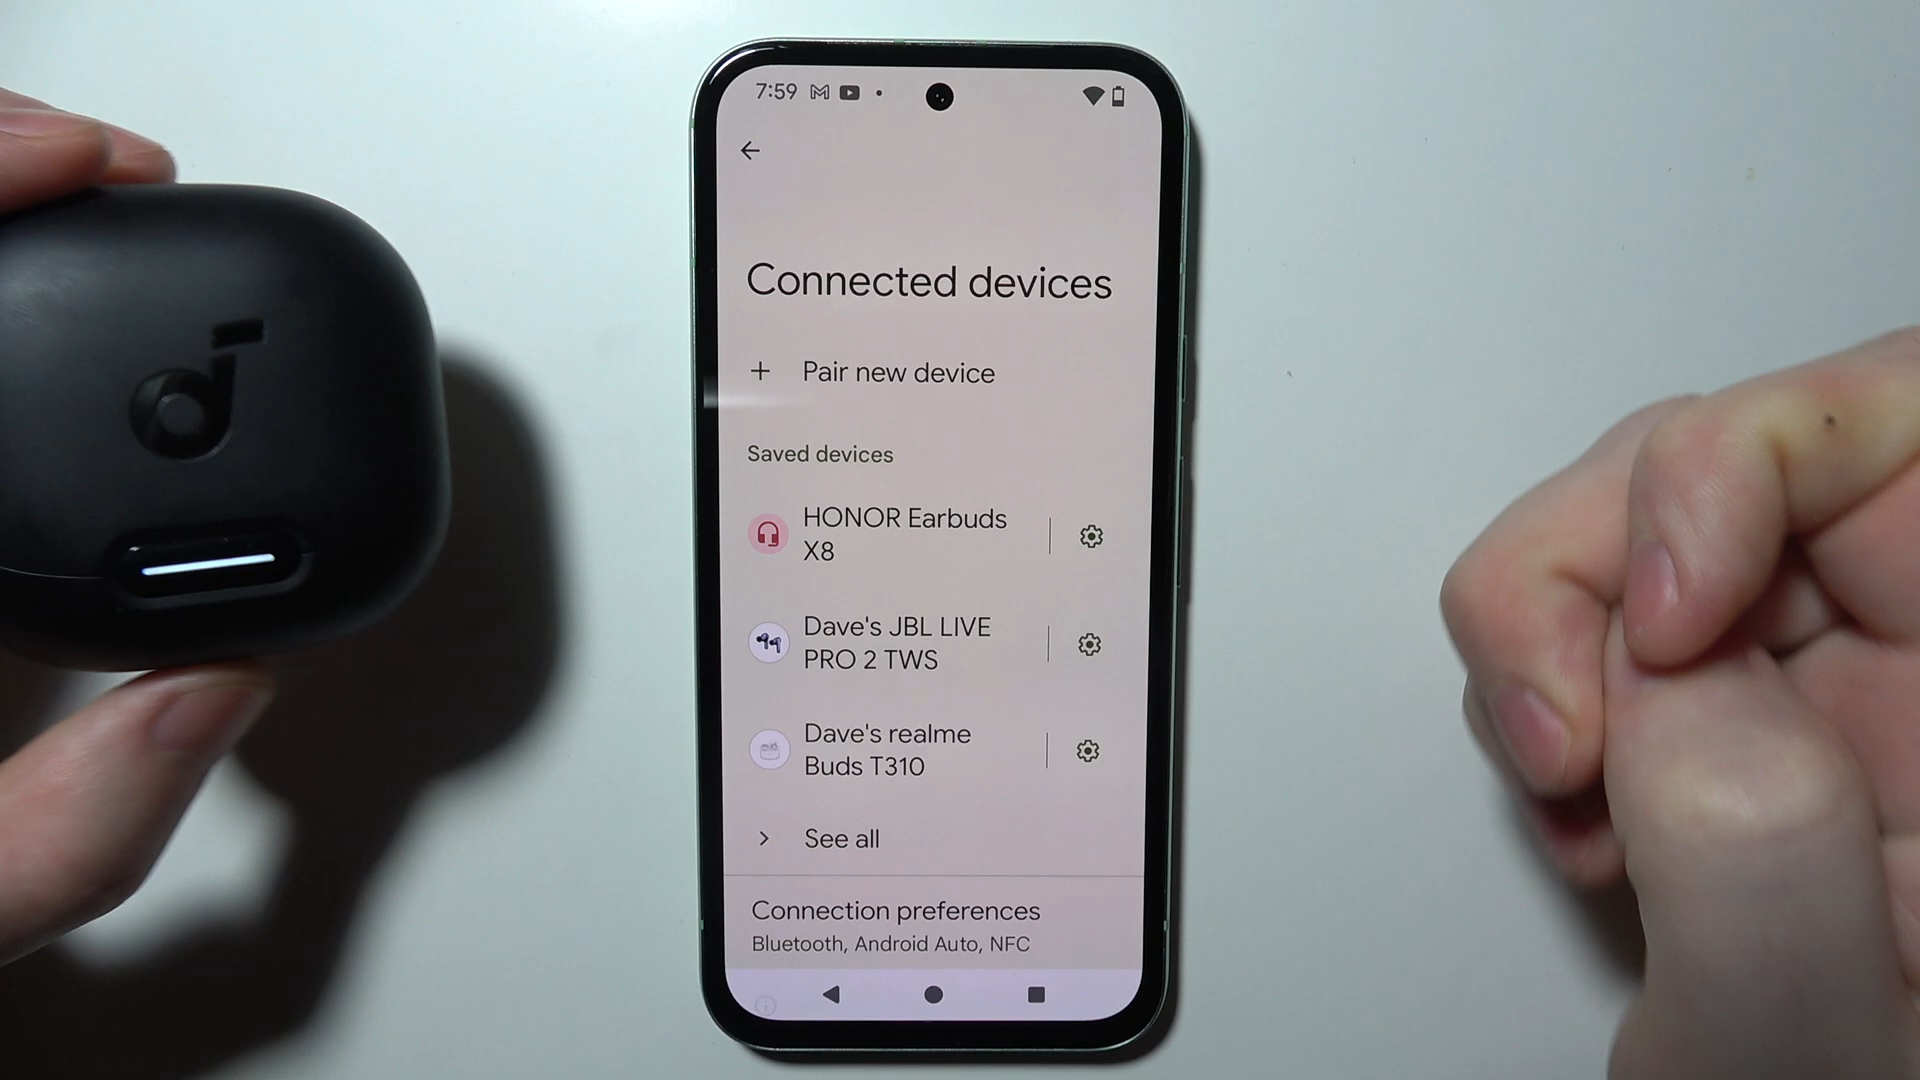 7:59
Connected devices
+ Pair new device
Saved devices
HONOR Earbuds
X8
Dave's JBL LIVE
PRO 2 TWS
Dave's realme
Buds T310
See all
Connection preferences
Bluetooth, Android Auto, NFC